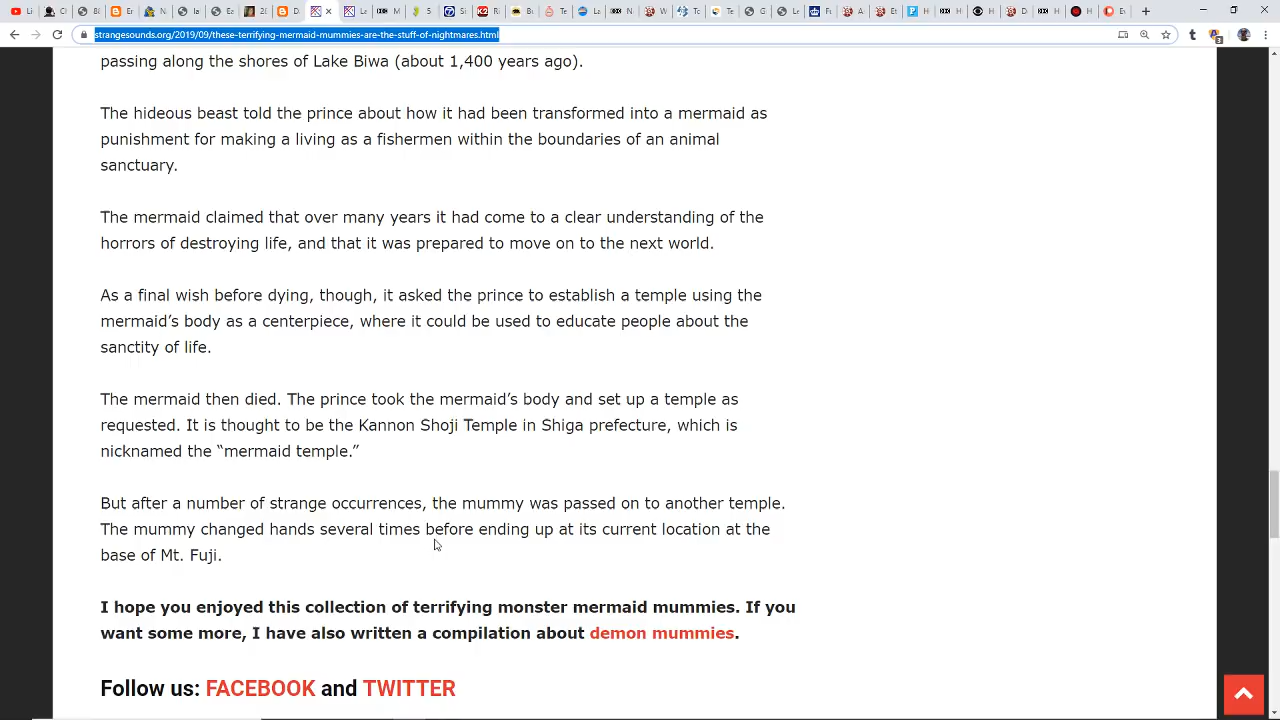 strangesounds.org/2019/09/these-terrifying-mermaid-mummies-are-the-stuff-of-nightmares.html
passing along the shores of Lake Biwa (about 1,400 years ago).
The hideous beast told the prince about how it had been transformed into a mermaid as
punishment for making a living as a fishermen within the boundaries of an animal
sanctuary.
The mermaid claimed that over many years it had come to a clear understanding of the
horrors of destroying life, and that it was prepared to move on to the next world.
As a final wish before dying, though, it asked the prince to establish a temple using the
mermaid’s body as a centerpiece, where it could be used to educate people about the
sanctity of life.
The mermaid then died. The prince took the mermaid’s body and set up a temple as
requested. It is thought to be the Kannon Shoji Temple in Shiga prefecture, which is
nicknamed the “mermaid temple.”
But after a number of strange occurrences, the mummy was passed on to another temple.
The mummy changed hands several times before ending up at its current location at the
base of Mt. Fuji.
I hope you enjoyed this collection of terrifying monster mermaid mummies. If you
want some more, I have also written a compilation about demon mummies.
Follow us: FACEBOOK and TWITTER